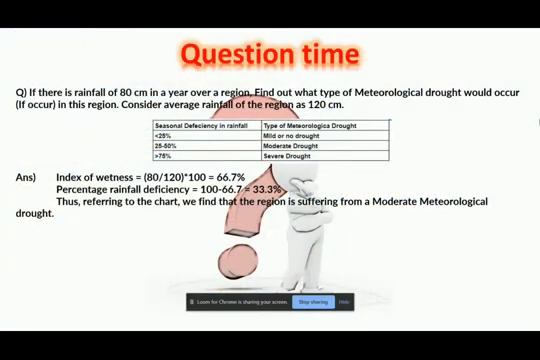 Question time
Q) If there is rainfall of 80 cm in a year over a region. Find out what type of Meteorological drought would occur
(If occur) in this region. Consider average rainfall of the region as 120 cm.
Seasonal Defeciency in rainfall Type of Meteorologica Drought
<25% Mild or no drought
25-50% Moderate Drought
>75% Severe Drought
Ans) Index of wetness = (80/120)*100 = 66.7%
Percentage rainfall deficiency = 100-66.7 = 33.3%
Thus, referring to the chart, we find that the region is suffering from a Moderate Meteorological
drought.
Loom for Chrome is sharing your screen. Stop sharing Hide